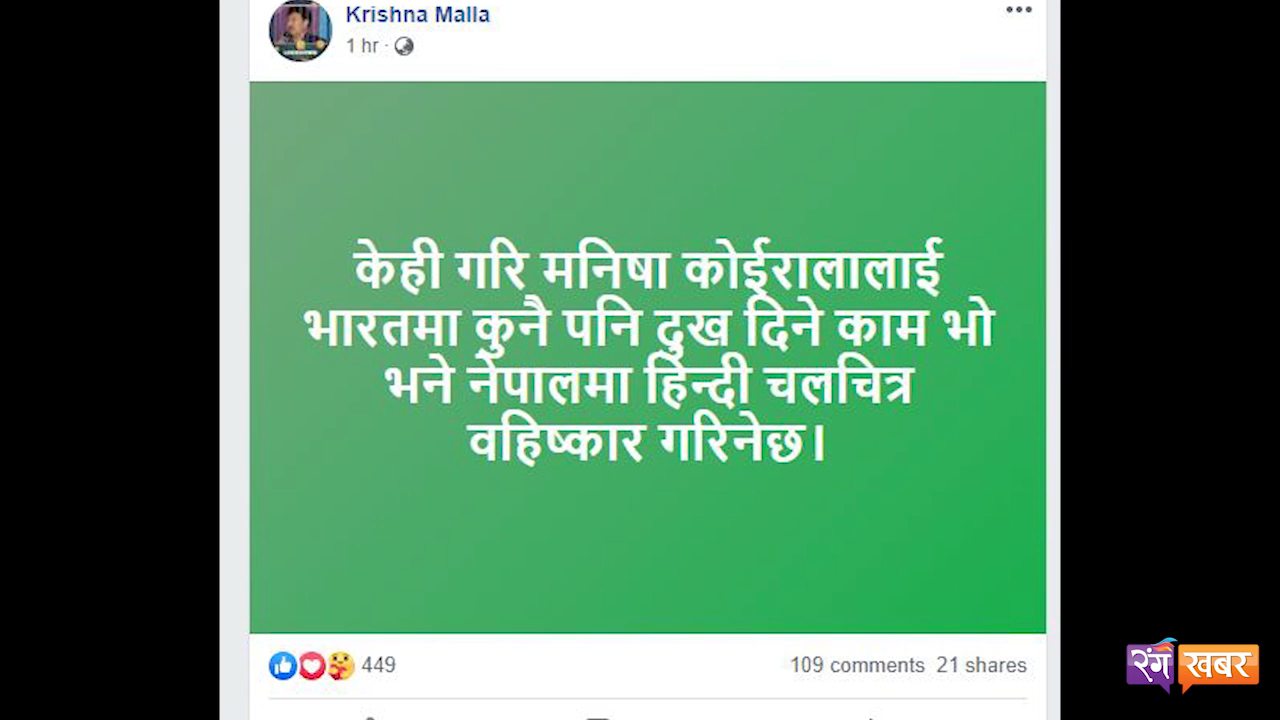 Krishna Malla
1 hr ·
केही गरि मनिषा कोईरालालाई
भारतमा कुनै पनि दुख दिने काम भो
भने नेपालमा हिन्दी चलचित्र
वहिष्कार गरिनेछ।
449
109 comments 21 shares
रंग खबर